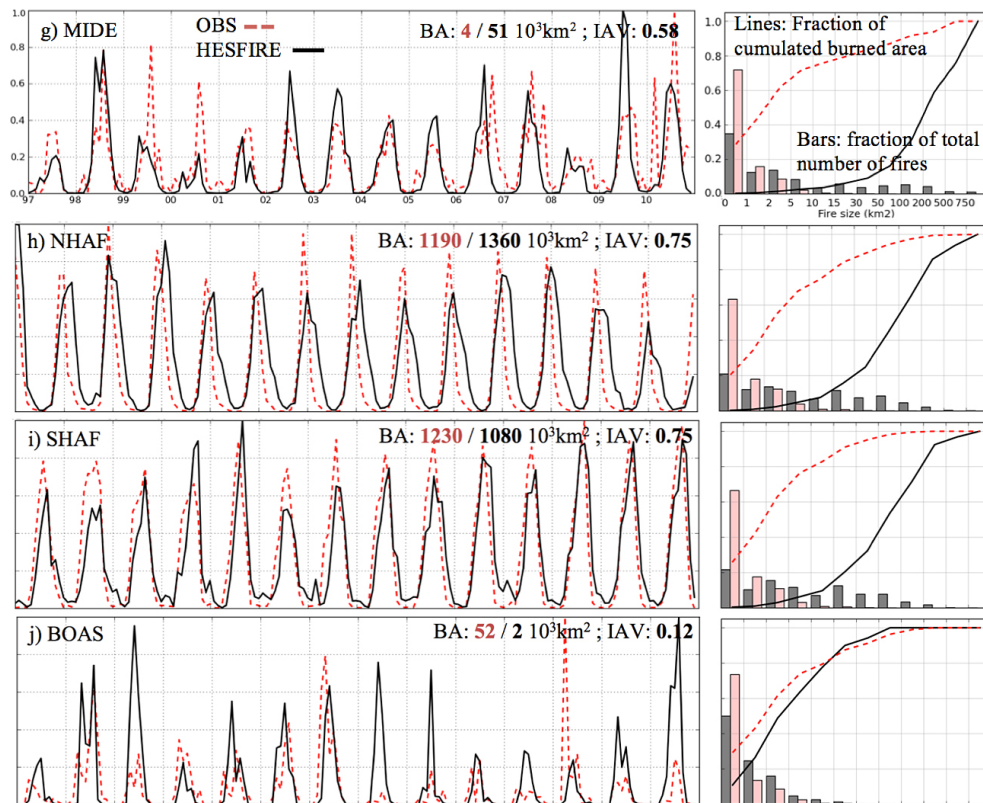 g) MIDE
OBS
HESFIRE
BA: 4 / 51 10³km² ; IAV: 0.58
1.0
0.8
0.6
0.4
0.2
0.0
97 98 99 00 01 02 03 04 05 06 07 08 09 10
Lines: Fraction of
cumulated burned area
Bars: fraction of total
number of fires
1.0
0.8
0.6
0.4
0.2
0.0
0 1 2 5 10 15 30 50 100 200 500 750
Fire size (km2)
h) NHAF
BA: 1190 / 1360 10³km² ; IAV: 0.75
i) SHAF
BA: 1230 / 1080 10³km² ; IAV: 0.75
j) BOAS
BA: 52 / 2 10³km² ; IAV: 0.12